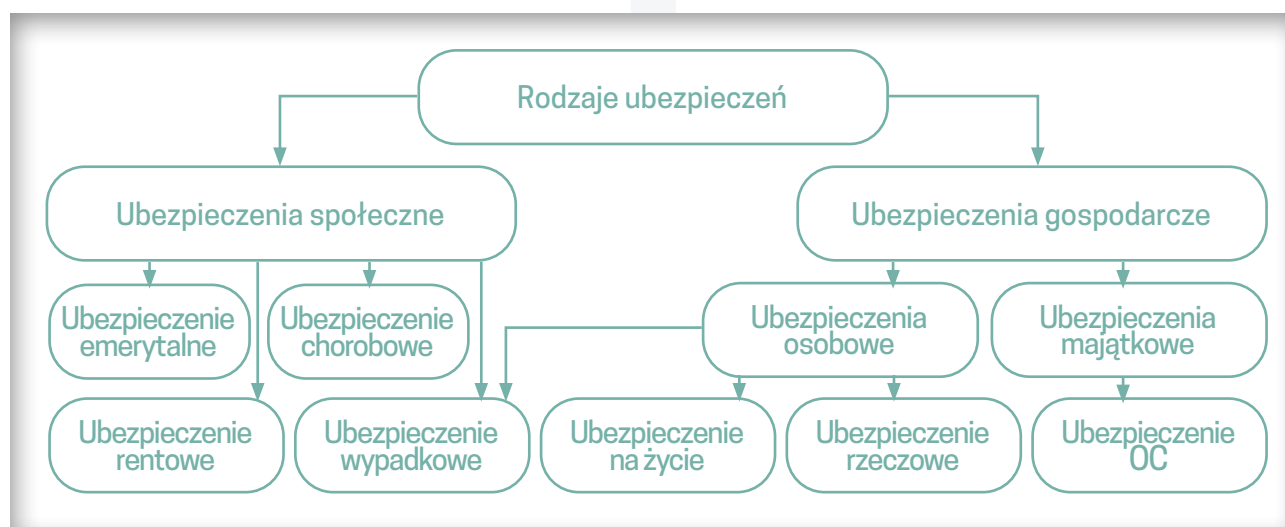 Rodzaje ubezpieczeń
Ubezpieczenia społeczne
Ubezpieczenia gospodarcze
Ubezpieczenie
emerytalne
Ubezpieczenie
chorobowe
Ubezpieczenia
osobowe
Ubezpieczenia
majątkowe
Ubezpieczenie
rentowe
Ubezpieczenie
wypadkowe
Ubezpieczenie
na życie
Ubezpieczenie
rzeczowe
Ubezpieczenie
OC